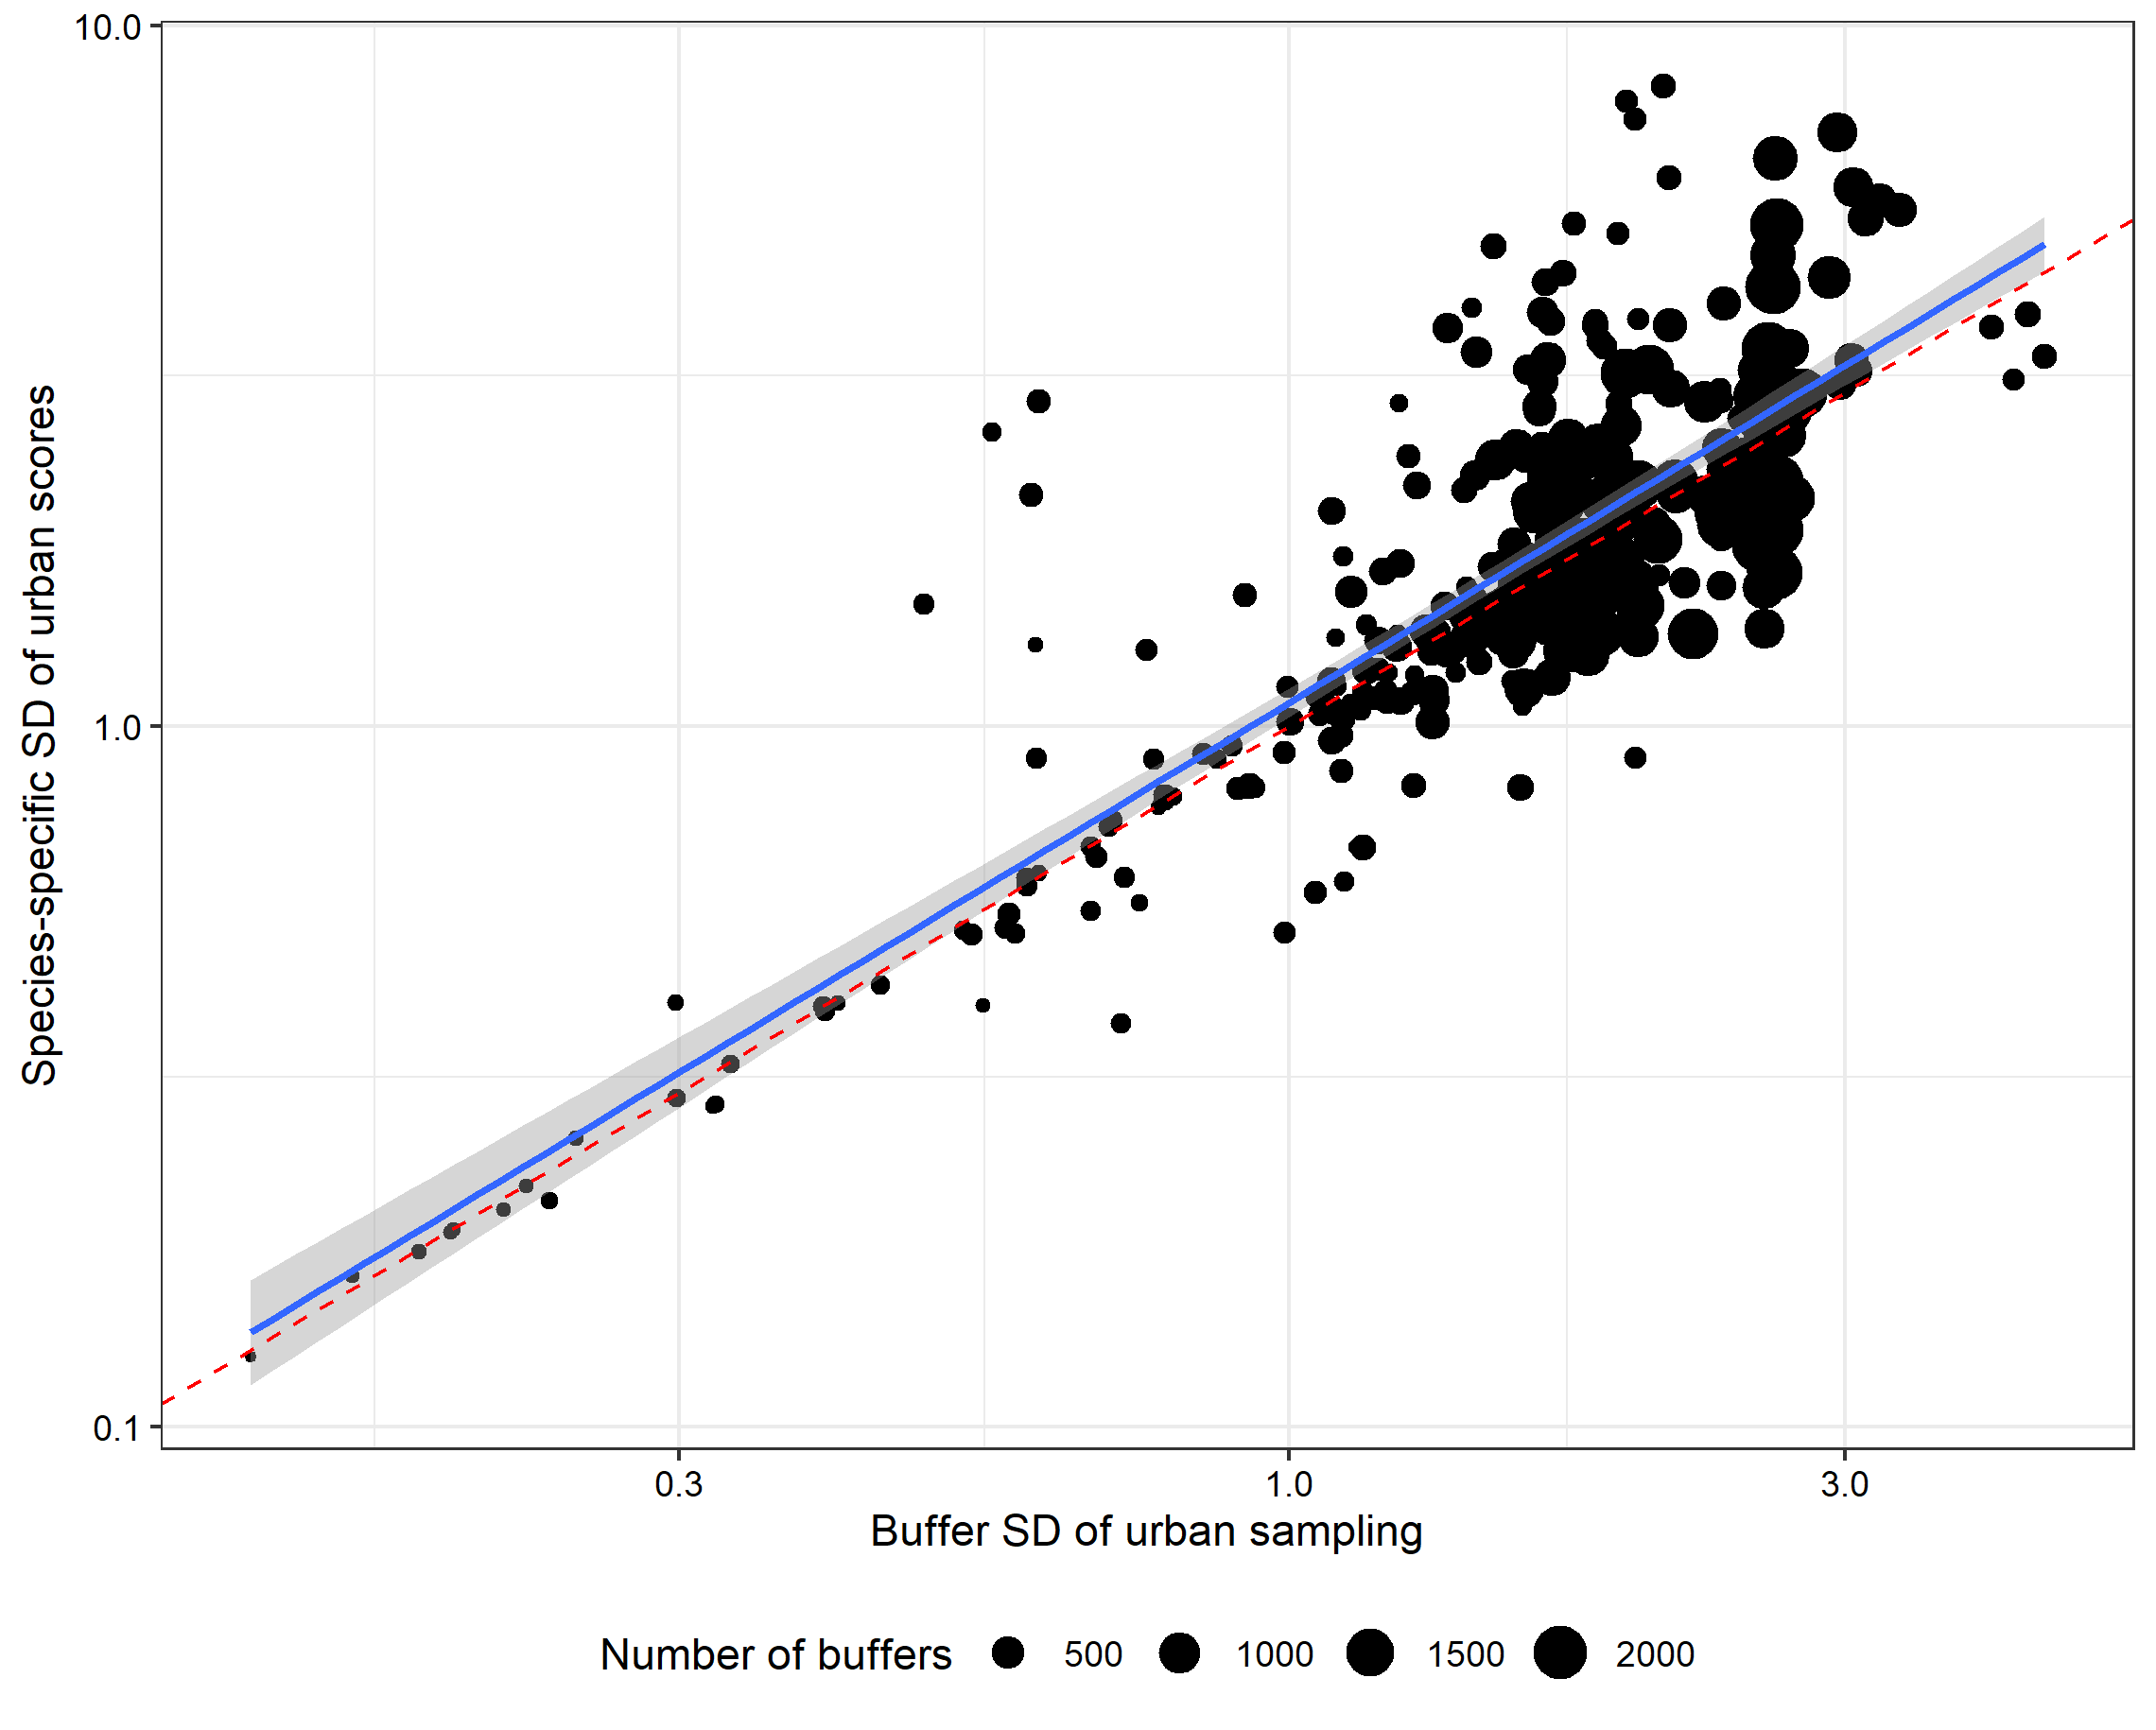 10.0
1.0
0.1
Species-specific SD of urban scores
0.3
1.0
3.0
Buffer SD of urban sampling
Number of buffers 500 1000 1500 2000